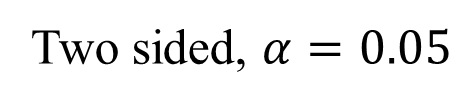 Two sided, α = 0.05